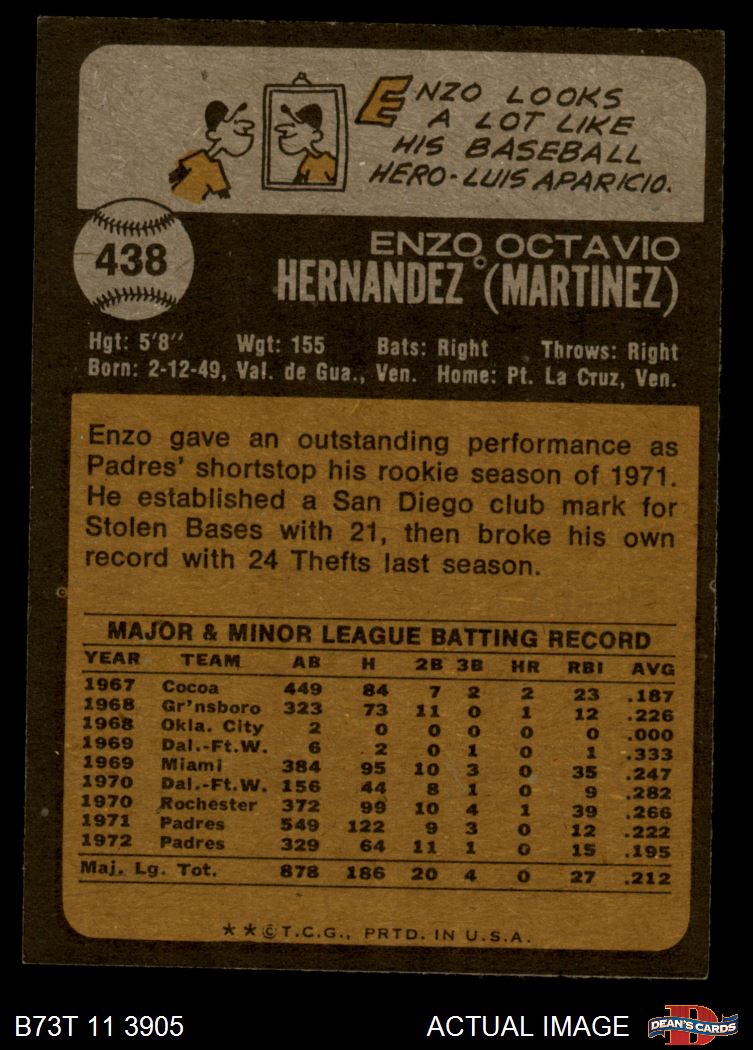 ENZO LOOKS
A LOT LIKE
HIS BASEBALL
HERO-LUIS APARICIO.
438
ENZO OCTAVIO
HERNANDEZ (MARTINEZ)
Hgt: 5'8" Wgt: 155 Bats: Right Throws: Right
Born: 2-12-49, Val. de Gua., Ven. Home: Pt. La Cruz, Ven.
Enzo gave an outstanding performance as
Padres' shortstop his rookie season of 1971.
He established a San Diego club mark for
Stolen Bases with 21, then broke his own
record with 24 Thefts last season.
MAJOR & MINOR LEAGUE BATTING RECORD
YEAR TEAM AB H 2B 3B HR RBI AVG
1967 Cocoa 449 84 7 2 2 23 .187
1968 Gr'nsboro 323 73 11 0 1 12 .226
1968 Okla. City 2 0 0 0 0 0 .000
1969 Dal.-Ft.W. 6 2 0 1 0 1 .333
1969 Miami 384 95 10 3 0 35 .247
1970 Dal.-Ft.W. 156 44 8 1 0 9 .282
1970 Rochester 372 99 10 4 1 39 .266
1971 Padres 549 122 9 3 0 12 .222
1972 Padres 329 64 11 1 0 15 .195
Maj. Lg. Tot. 878 186 20 4 0 27 .212
**©T.C.G., PRTD. IN U.S.A.
B73T 11 3905 ACTUAL IMAGE
DEAN'S CARDS